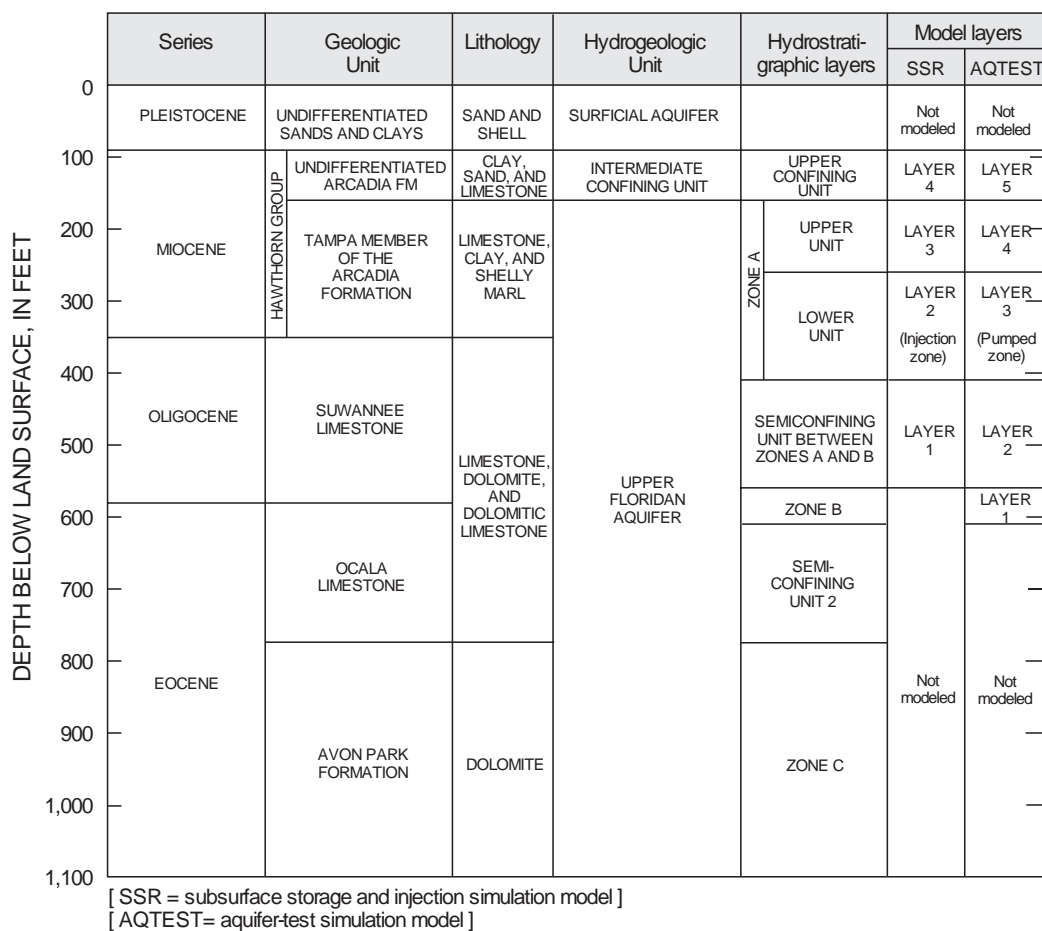 Series
Geologic
Unit
Lithology
Hydrogeologic
Unit
Hydrostrati-
graphic layers
Model layers
SSR
AQTEST
DEPTH BELOW LAND SURFACE, IN FEET
0
100
200
300
400
500
600
700
800
900
1,000
1,100
PLEISTOCENE
MIOCENE
OLIGOCENE
EOCENE
UNDIFFERENTIATED
SANDS AND CLAYS
HAWTHORN GROUP
UNDIFFERENTIATED
ARCADIA FM
TAMPA MEMBER
OF THE
ARCADIA
FORMATION
SUWANNEE
LIMESTONE
OCALA
LIMESTONE
AVON PARK
FORMATION
SAND AND
SHELL
CLAY,
SAND, AND
LIMESTONE
LIMESTONE,
CLAY, AND
SHELLY
MARL
LIMESTONE,
DOLOMITE,
AND
DOLOMITIC
LIMESTONE
DOLOMITE
SURFICIAL AQUIFER
INTERMEDIATE
CONFINING UNIT
UPPER
FLORIDAN
AQUIFER
UPPER
CONFINING
UNIT
ZONE A
UPPER
UNIT
LOWER
UNIT
SEMICONFINING
UNIT BETWEEN
ZONES A AND B
ZONE B
SEMI-
CONFINING
UNIT 2
ZONE C
Not
modeled
LAYER
4
LAYER
3
LAYER
2
(Injection
zone)
LAYER
1
Not
modeled
Not
modeled
LAYER
5
LAYER
4
LAYER
3
(Pumped
zone)
LAYER
2
LAYER
1
Not
modeled
[ SSR = subsurface storage and injection simulation model ]
[ AQTEST= aquifer-test simulation model ]